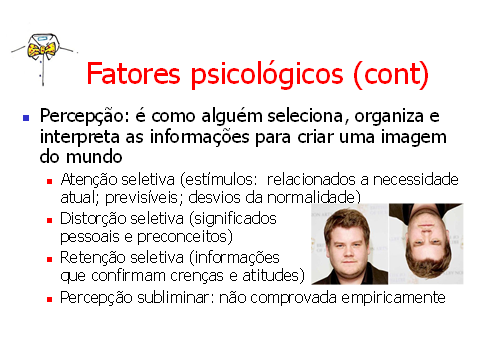 Fatores psicológicos (cont)
Percepção: é como alguém seleciona, organiza e
interpreta as informações para criar uma imagem
do mundo
Atenção seletiva (estímulos: relacionados a necessidade
atual; previsíveis; desvios da normalidade)
Distorção seletiva (significados
pessoais e preconceitos)
Retenção seletiva (informações
que confirmam crenças e atitudes)
Percepção subliminar: não comprovada empiricamente